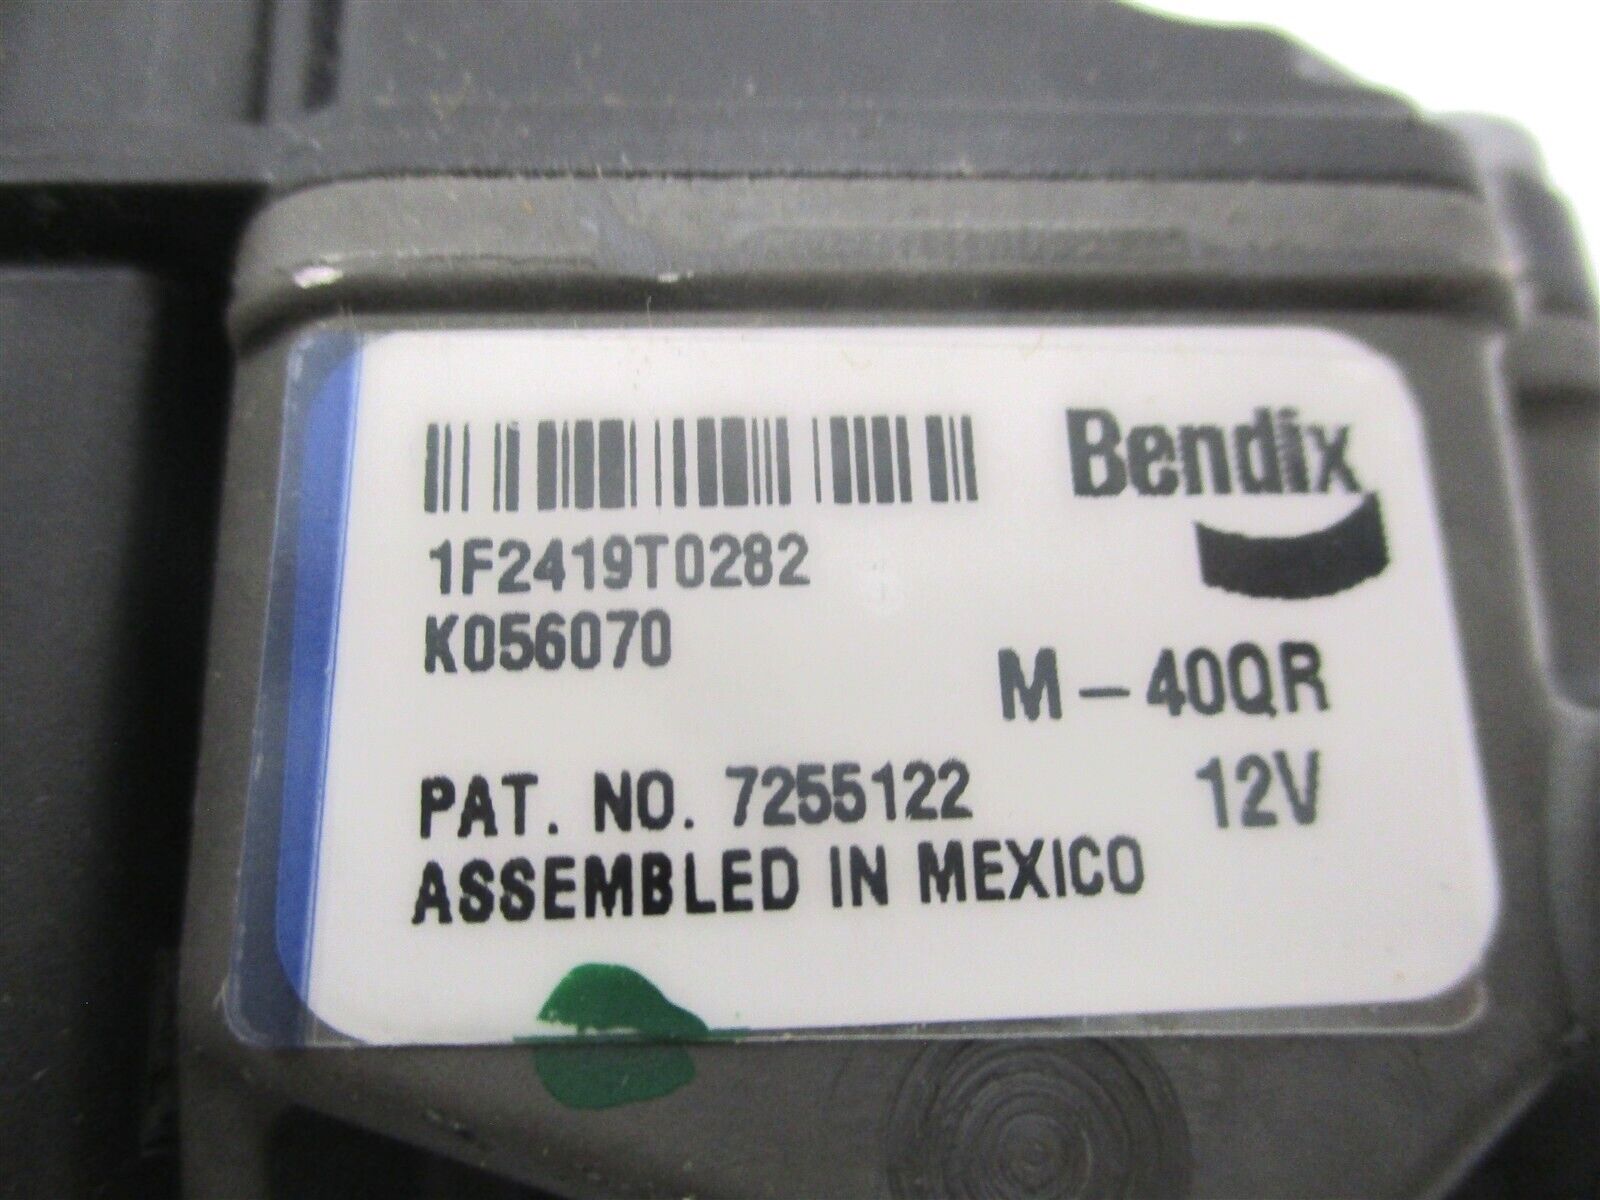 Bendix
1F2419T0282
K056070
M-40QR
PAT. NO. 7255122
12V
ASSEMBLED IN MEXICO